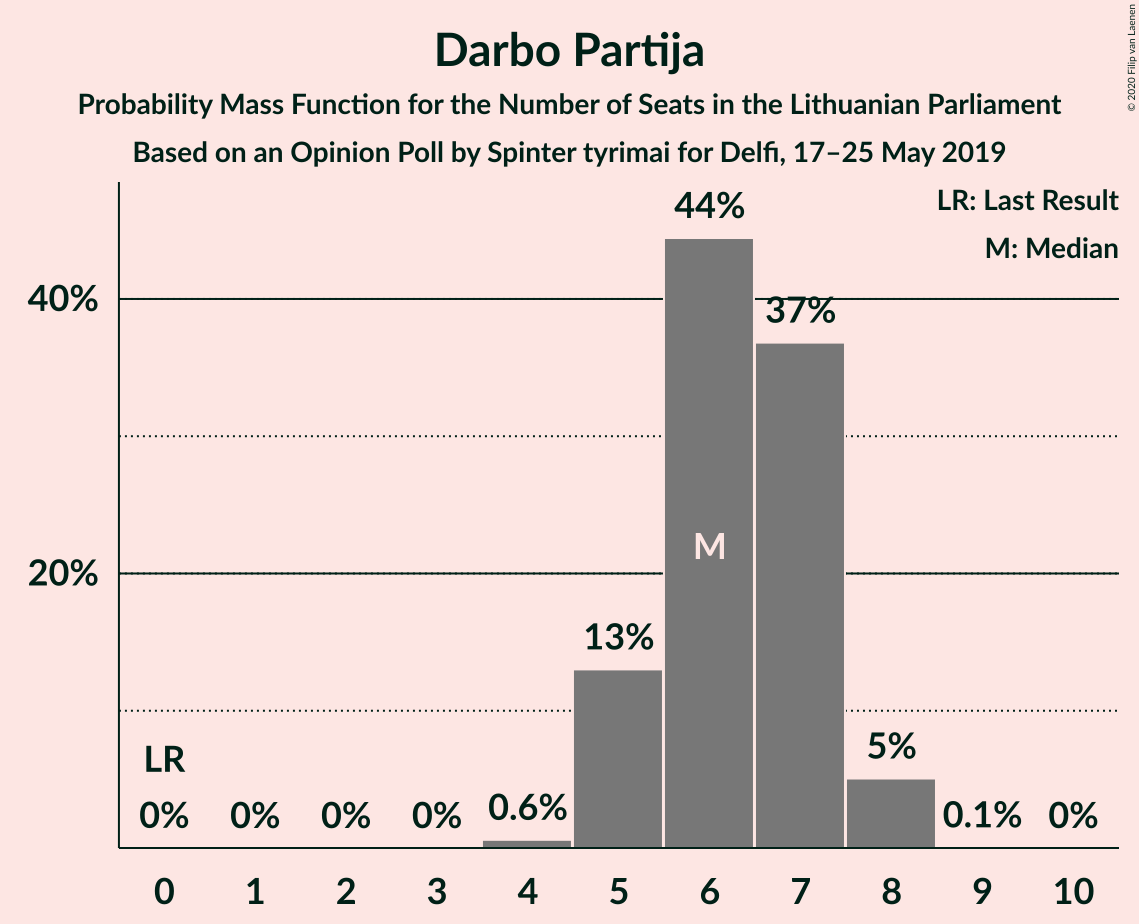 Darbo Partija
Probability Mass Function for the Number of Seats in the Lithuanian Parliament
Based on an Opinion Poll by Spinter tyrimai for Delfi, 17–25 May 2019
© 2020 Filip van Laenen
LR: Last Result
M: Median
44%
40%
37%
M
20%
13%
LR
5%
0% 0% 0% 0% 0.6% 0.1% 0%
0 1 2 3 4 5 6 7 8 9 10